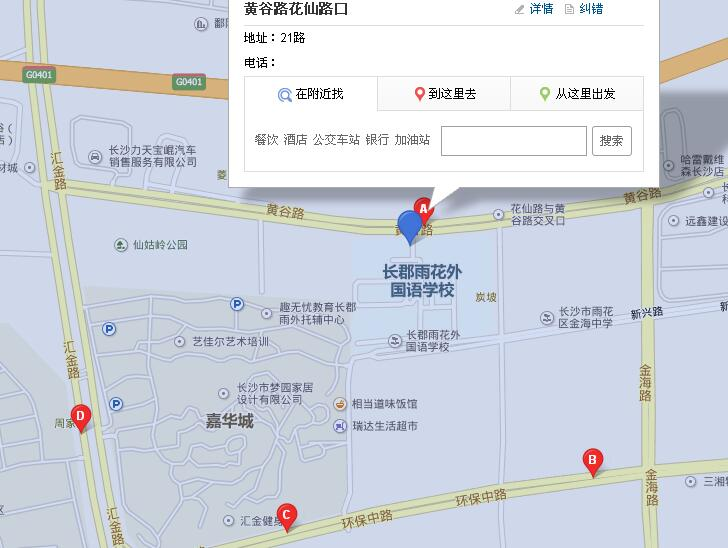 黄谷路花仙路口
详情
纠错
地址：21路
电话：
在附近找
到这里去
从这里出发
餐饮 酒店 公交车站 银行 加油站
搜索
G0401
G0401
汇金路
长沙力天宝崐汽车
销售服务有限公司
材城
菱
哈雷戴维
森长沙店
黄谷路
黄谷路
A
花仙路与黄
谷路交叉口
远鑫建设
仙姑岭公园
长郡雨花外
国语学校
炭坡
P
趣无忧教育长郡
雨外托辅中心
长沙市雨花
区金海中学
新兴路
P
汇金路
艺佳尔艺术培训
长郡雨花外
国语学校
金海路
长沙市梦园家居
设计有限公司
P
相当道味饭馆
D
周家
嘉华城
瑞达生活超市
B
金海路
三湘
环保中路
环保中路
C
汇金健身
汇金路